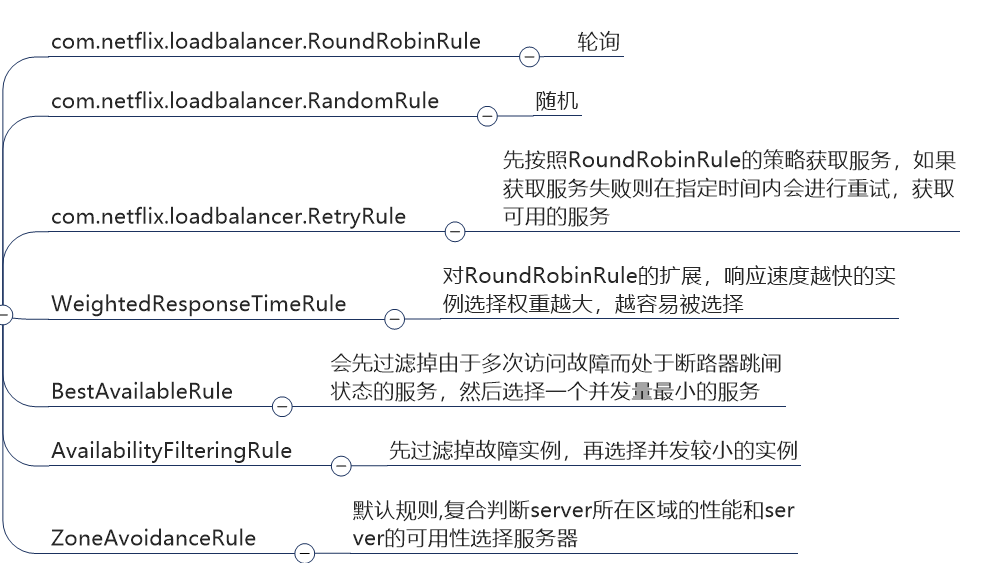 com.netflix.loadbalancer.RoundRobinRule
轮询
com.netflix.loadbalancer.RandomRule
随机
com.netflix.loadbalancer.RetryRule
先按照RoundRobinRule的策略获取服务，如果
获取服务失败则在指定时间内会进行重试，获取
可用的服务
WeightedResponseTimeRule
对RoundRobinRule的扩展，响应速度越快的实
例选择权重越大，越容易被选择
BestAvailableRule
会先过滤掉由于多次访问故障而处于断路器跳闸
状态的服务，然后选择一个并发量最小的服务
AvailabilityFilteringRule
先过滤掉故障实例，再选择并发较小的实例
ZoneAvoidanceRule
默认规则,复合判断server所在区域的性能和ser
ver的可用性选择服务器